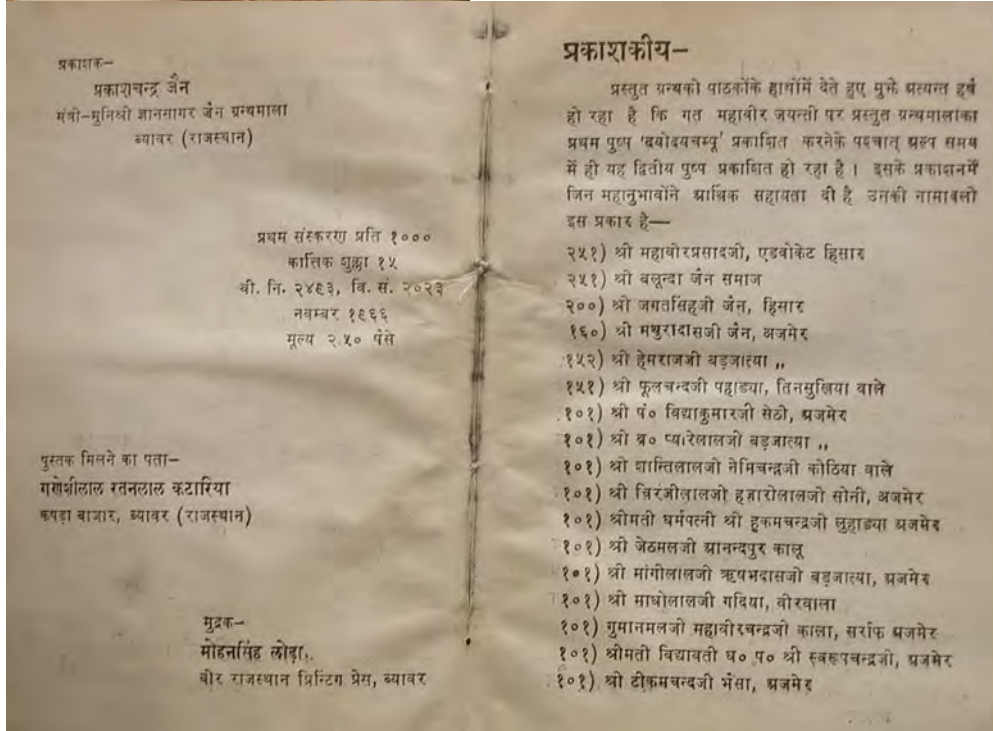 प्रकाशक–
प्रकाशचन्द्र जैन
मंत्री–मुनिश्री ज्ञानसागर जैन ग्रन्थमाला
ब्यावर (राजस्थान)
प्रथम संस्करण प्रति १०००
कार्त्तिक शुक्ला १५
वी. नि. २४९३, वि. सं. २०२३
नवम्बर १९६६
मूल्य २.५० पैसे
पुस्तक मिलने का पता–
गणेशीलाल रतनलाल कटारिया
कपड़ा बाजार, ब्यावर (राजस्थान)
मुद्रक–
मोहनसिंह लोढ़ा,
वीर राजस्थान प्रिन्टिंग प्रेस, ब्यावर
प्रकाशकीय–
प्रस्तुत ग्रन्थको पाठकोंके हाथोंमें देते हुए मुझे अत्यन्त हर्ष
हो रहा है कि गत महावीर जयन्ती पर प्रस्तुत ग्रन्थमालाका
प्रथम पुष्प 'दयोदयचम्पू' प्रकाशित करनेके पश्चात् अल्प समय
में ही यह द्वितीय पुष्प प्रकाशित हो रहा है। इसके प्रकाशनमें
जिन महानुभावोंने आर्थिक सहायता दी है उनकी नामावली
इस प्रकार है—
२५१) श्री महावीरप्रसादजी, एडवोकेट हिसार
२५१) श्री बलून्दा जैन समाज
२००) श्री जगतसिंहजी जैन, हिसार
१६०) श्री मथुरादासजी जैन, अजमेर
१५२) श्री हेमराजजी बड़जात्या ,,
१५१) श्री फूलचन्दजी पहाड्या, तिनसुखिया वाले
१०१) श्री पं० विद्याकुमारजी सेठी, अजमेर
१०१) श्री ब्र० प्यारेलालजी बड़जात्या ,,
१०१) श्री शान्तिलालजी नेमिचन्द्रजी कोठिया वाले
१०१) श्री चिरंजीलालजी हजारोलालजी सोनी, अजमेर
१०१) श्रीमती धर्मपत्नी श्री हुकमचन्द्रजी लुहाड्या अजमेर
१०१) श्री जेठमलजी आनन्दपुर कालू
१०१) श्री मांगीलालजी ऋषभदासजी बड़जात्या, अजमेर
१०१) श्री माधोलालजी गदिया, वीरवाला
१०१) गुमानमलजी महावीरचन्द्रजी काला, सर्राफ अजमेर
१०१) श्रीमती विद्यावती ध० प० श्री स्वरूपचन्द्रजी, अजमेर
१०१) श्री टीकमचन्दजी भैंसा, अजमेर